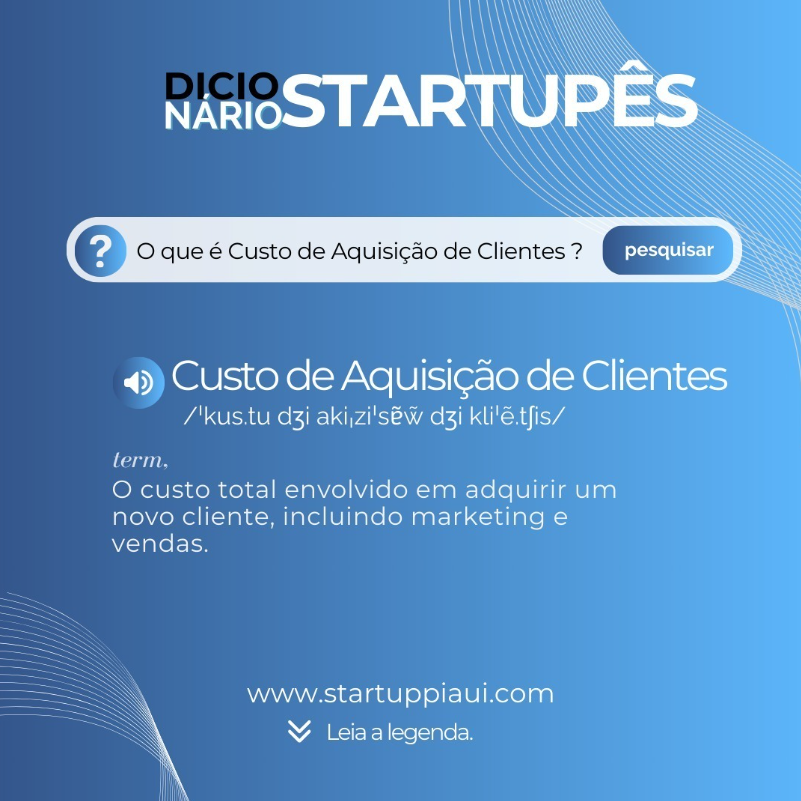 DICIO
NÁRIO STARTUPÊS
? O que é Custo de Aquisição de Clientes ? pesquisar
Custo de Aquisição de Clientes
/ˈkus.tu dʒi akiˌziˈsɐ̃w̃ dʒi kliˈẽ.tʃis/
term,
O custo total envolvido em adquirir um
novo cliente, incluindo marketing e
vendas.
www.startuppiaui.com
Leia a legenda.